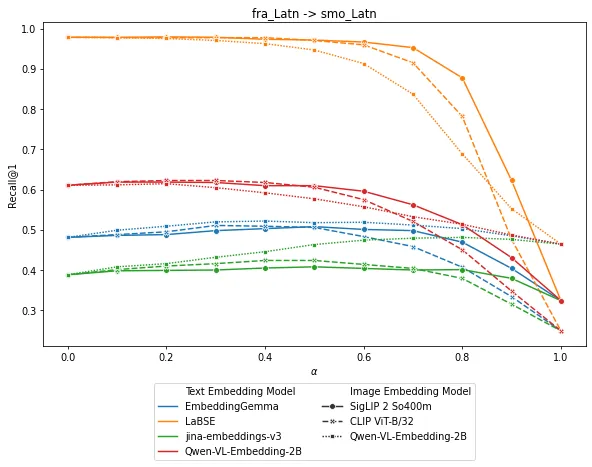 fra_Latn -> smo_Latn
1.0
0.9
0.8
0.7
0.6
0.5
0.4
0.3
Recall@1
0.0 0.2 0.4 0.6 0.8 1.0
α
Text Embedding Model Image Embedding Model
EmbeddingGemma SigLIP 2 So400m
LaBSE CLIP ViT-B/32
jina-embeddings-v3 Qwen-VL-Embedding-2B
Qwen-VL-Embedding-2B